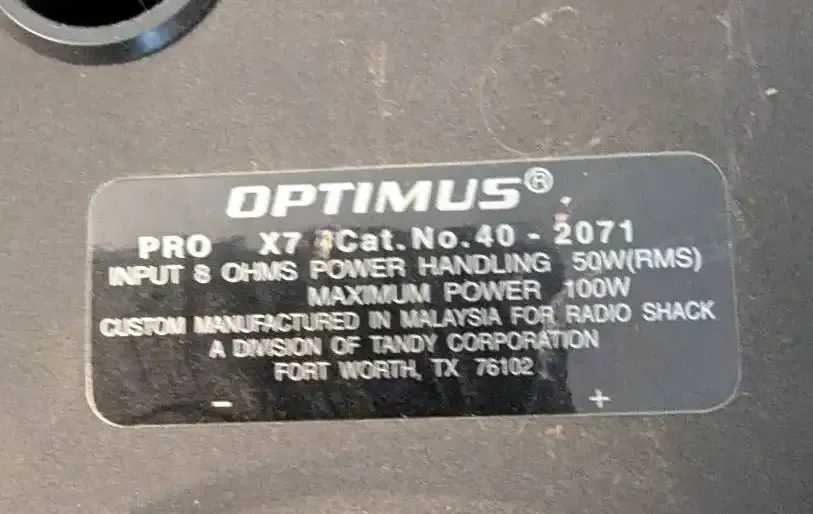 OPTIMUS®
PRO X7 Cat. No. 40 - 2071
INPUT 8 OHMS POWER HANDLING 50W(RMS)
MAXIMUM POWER 100W
CUSTOM MANUFACTURED IN MALAYSIA FOR RADIO SHACK
A DIVISION OF TANDY CORPORATION
FORT WORTH, TX 76102
- +